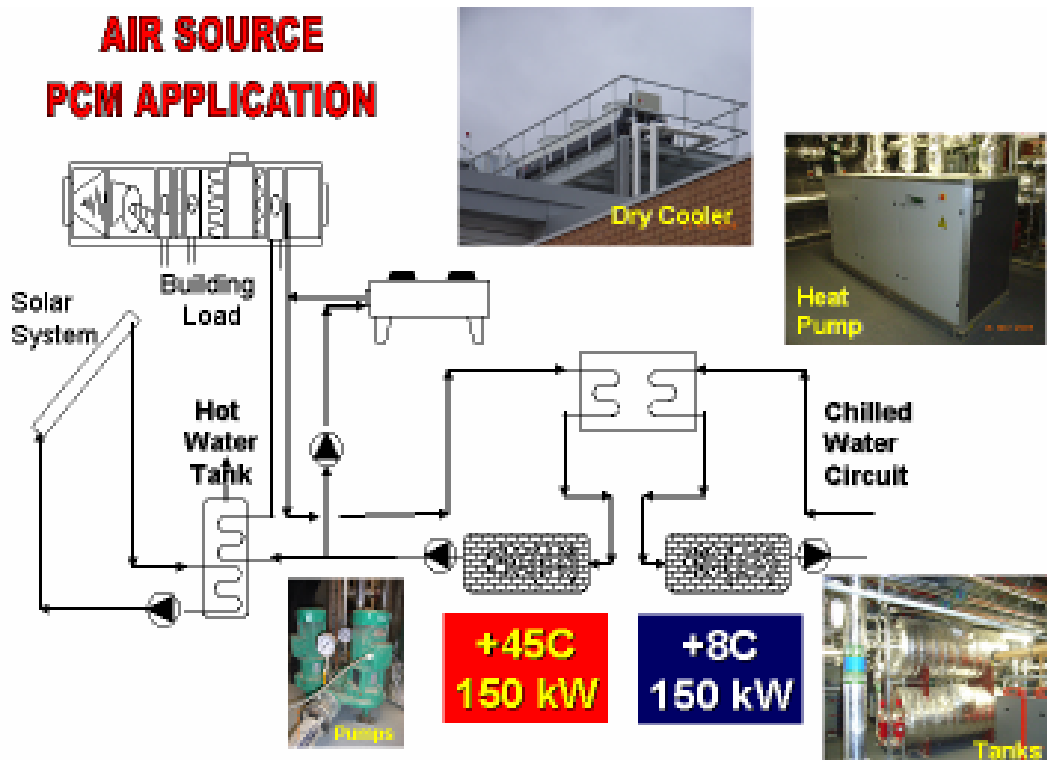 AIR SOURCE
PCM APPLICATION
Dry Cooler
Heat
Pump
Building
Load
Solar
System
Hot
Water
Tank
Chilled
Water
Circuit
+45C
150 kW
+8C
150 kW
Pumps
Tanks